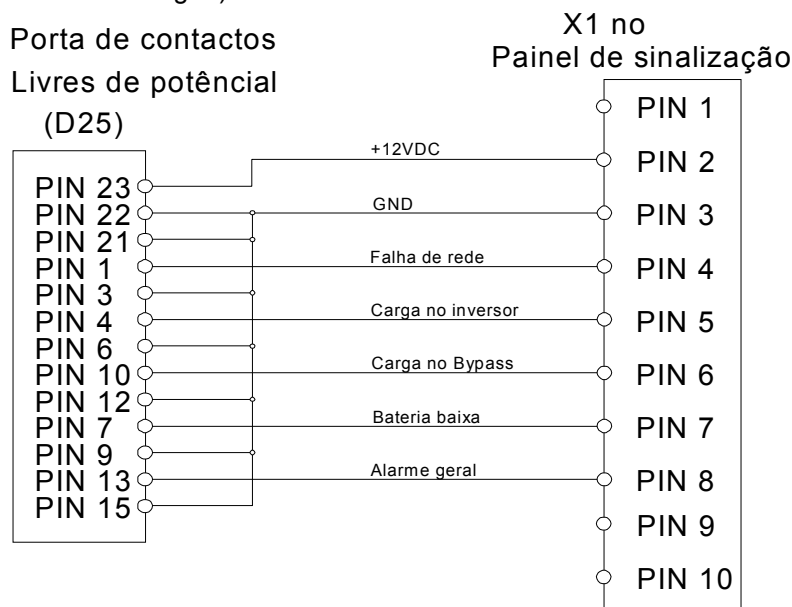 Porta de contactos
Livres de potêncial
(D25)
PIN 23
PIN 22
PIN 21
PIN 1
PIN 3
PIN 4
PIN 6
PIN 10
PIN 12
PIN 7
PIN 9
PIN 13
PIN 15
+12VDC
GND
Falha de rede
Carga no inversor
Carga no Bypass
Bateria baixa
Alarme geral
X1 no
Painel de sinalização
PIN 1
PIN 2
PIN 3
PIN 4
PIN 5
PIN 6
PIN 7
PIN 8
PIN 9
PIN 10